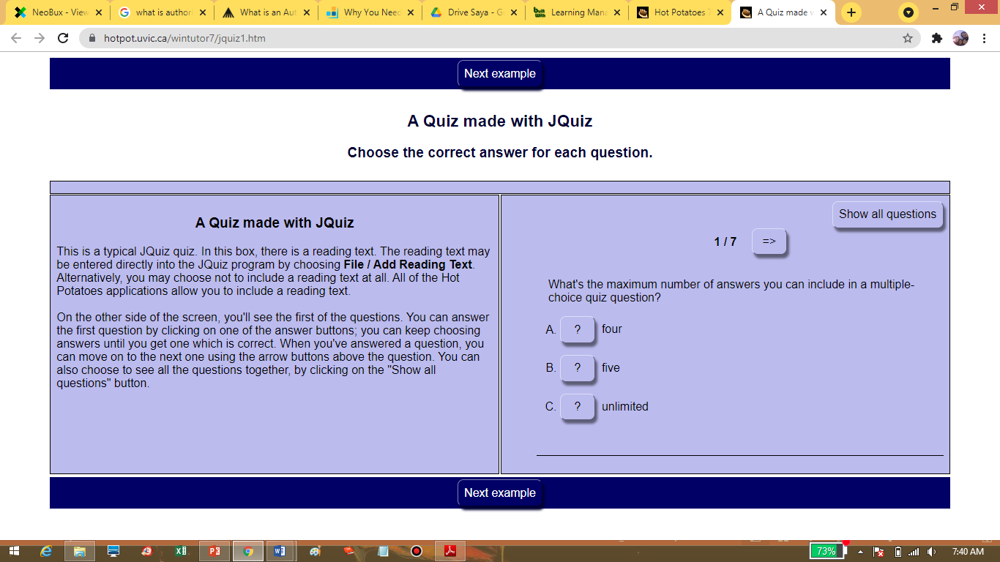 NeoBux - View
what is author
What is an Aut
Why You Need
Drive Saya - G
Learning Mana
Hot Potatoes 7
A Quiz made w
hotpot.uvic.ca/wintutor7/jquiz1.htm
Next example
A Quiz made with JQuiz
Choose the correct answer for each question.
A Quiz made with JQuiz
This is a typical JQuiz quiz. In this box, there is a reading text. The reading text may
be entered directly into the JQuiz program by choosing File / Add Reading Text.
Alternatively, you may choose not to include a reading text at all. All of the Hot
Potatoes applications allow you to include a reading text.
On the other side of the screen, you'll see the first of the questions. You can answer
the first question by clicking on one of the answer buttons; you can keep choosing
answers until you get one which is correct. When you've answered a question, you
can move on to the next one using the arrow buttons above the question. You can
also choose to see all the questions together, by clicking on the "Show all
questions" button.
Show all questions
1 / 7 =>
What's the maximum number of answers you can include in a multiple-
choice quiz question?
A. ? four
B. ? five
C. ? unlimited
Next example
73%
7:40 AM